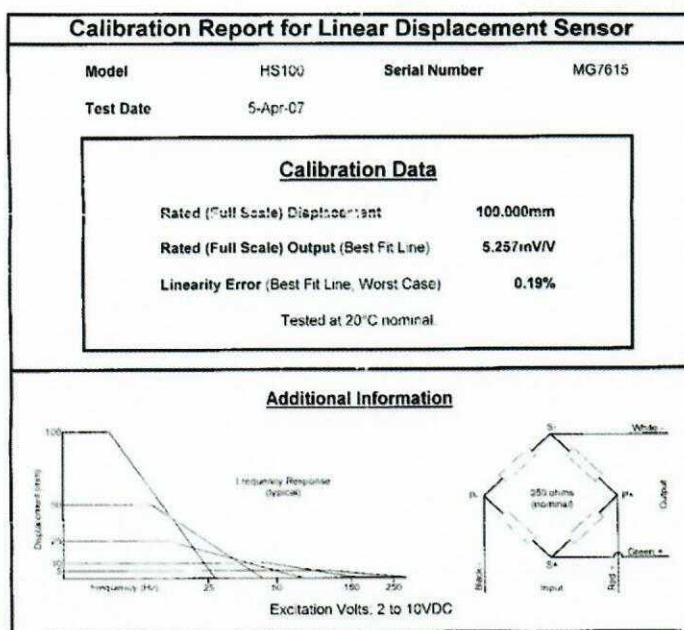 Calibration Report for Linear Displacement Sensor
Model HS100 Serial Number MG7615
Test Date 5-Apr-07
Calibration Data
Rated (Full Scale) Displacement 100.000mm
Rated (Full Scale) Output (Best Fit Line) 5.257mV/V
Linearity Error (Best Fit Line, Worst Case) 0.19%
Tested at 20°C nominal.
Additional Information
100
Displacement (mm)
Frequency Response
(typical)
Frequency (Hz) 25 50 150 250
S-
White -
P-
350 ohms
(nominal)
P+
Output
S+
Green +
Black -
Input
Red +
Excitation Volts: 2 to 10VDC